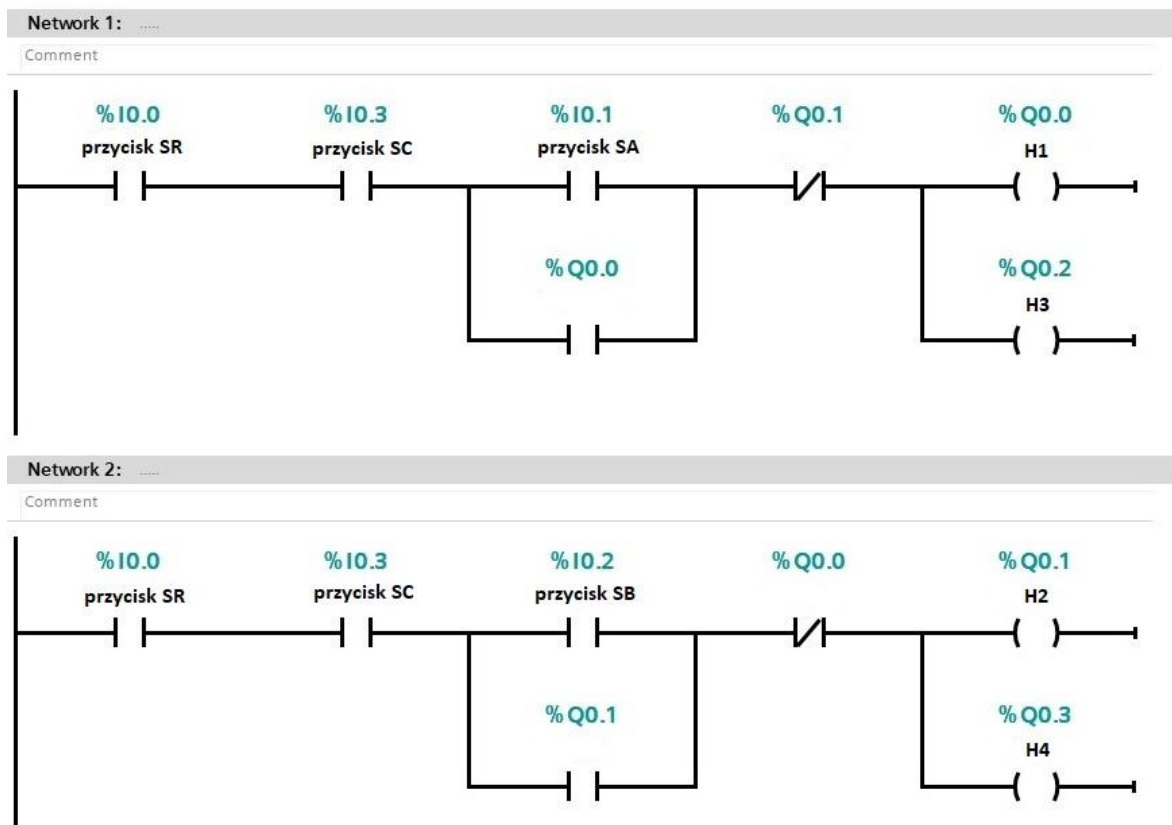 Network 1: .....
Comment
%I0.0 %I0.3 %I0.1 %Q0.1 %Q0.0
przycisk SR przycisk SC przycisk SA H1
%Q0.0 %Q0.2
H3
Network 2: .....
Comment
%I0.0 %I0.3 %I0.2 %Q0.0 %Q0.1
przycisk SR przycisk SC przycisk SB H2
%Q0.1 %Q0.3
H4